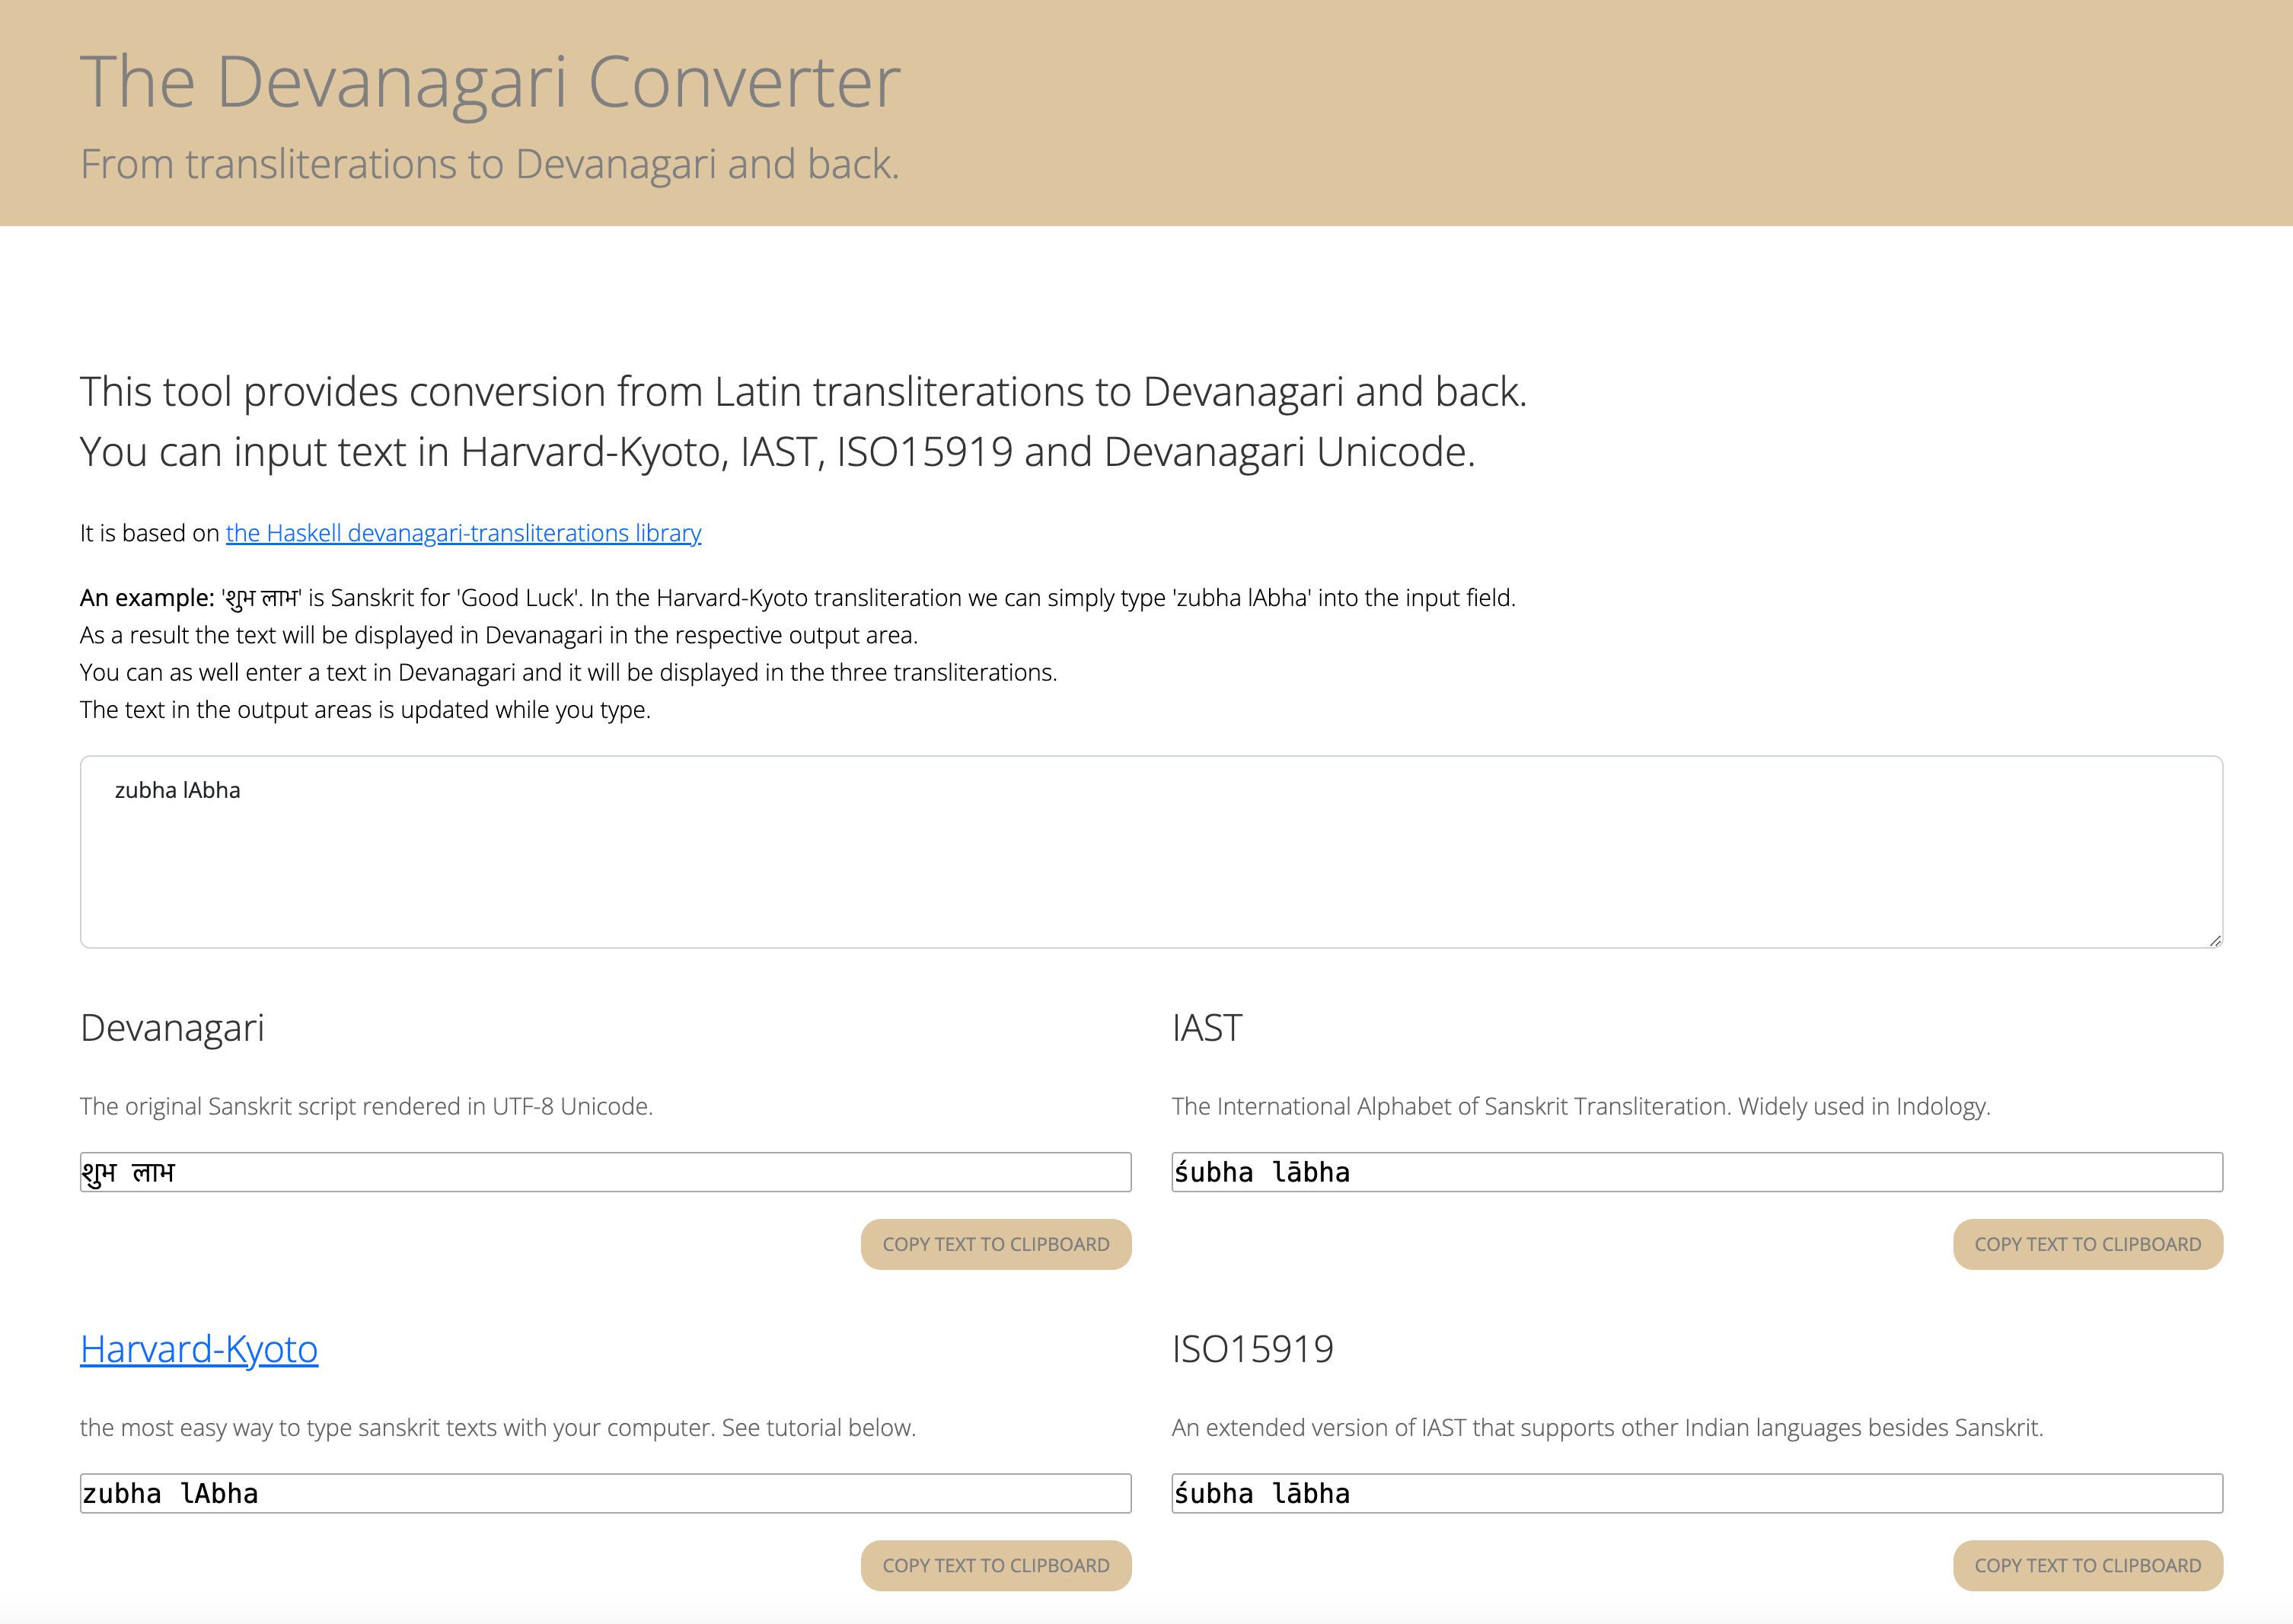 The Devanagari Converter
From transliterations to Devanagari and back.
This tool provides conversion from Latin transliterations to Devanagari and back.
You can input text in Harvard-Kyoto, IAST, ISO15919 and Devanagari Unicode.
It is based on the Haskell devanagari-transliterations library
An example: 'शुभ लाभ' is Sanskrit for 'Good Luck'. In the Harvard-Kyoto transliteration we can simply type 'zubha lAbha' into the input field.
As a result the text will be displayed in Devanagari in the respective output area.
You can as well enter a text in Devanagari and it will be displayed in the three transliterations.
The text in the output areas is updated while you type.
zubha lAbha
Devanagari
The original Sanskrit script rendered in UTF-8 Unicode.
शुभ लाभ
COPY TEXT TO CLIPBOARD
IAST
The International Alphabet of Sanskrit Transliteration. Widely used in Indology.
śubha lābha
COPY TEXT TO CLIPBOARD
Harvard-Kyoto
the most easy way to type sanskrit texts with your computer. See tutorial below.
zubha lAbha
COPY TEXT TO CLIPBOARD
ISO15919
An extended version of IAST that supports other Indian languages besides Sanskrit.
śubha lābha
COPY TEXT TO CLIPBOARD